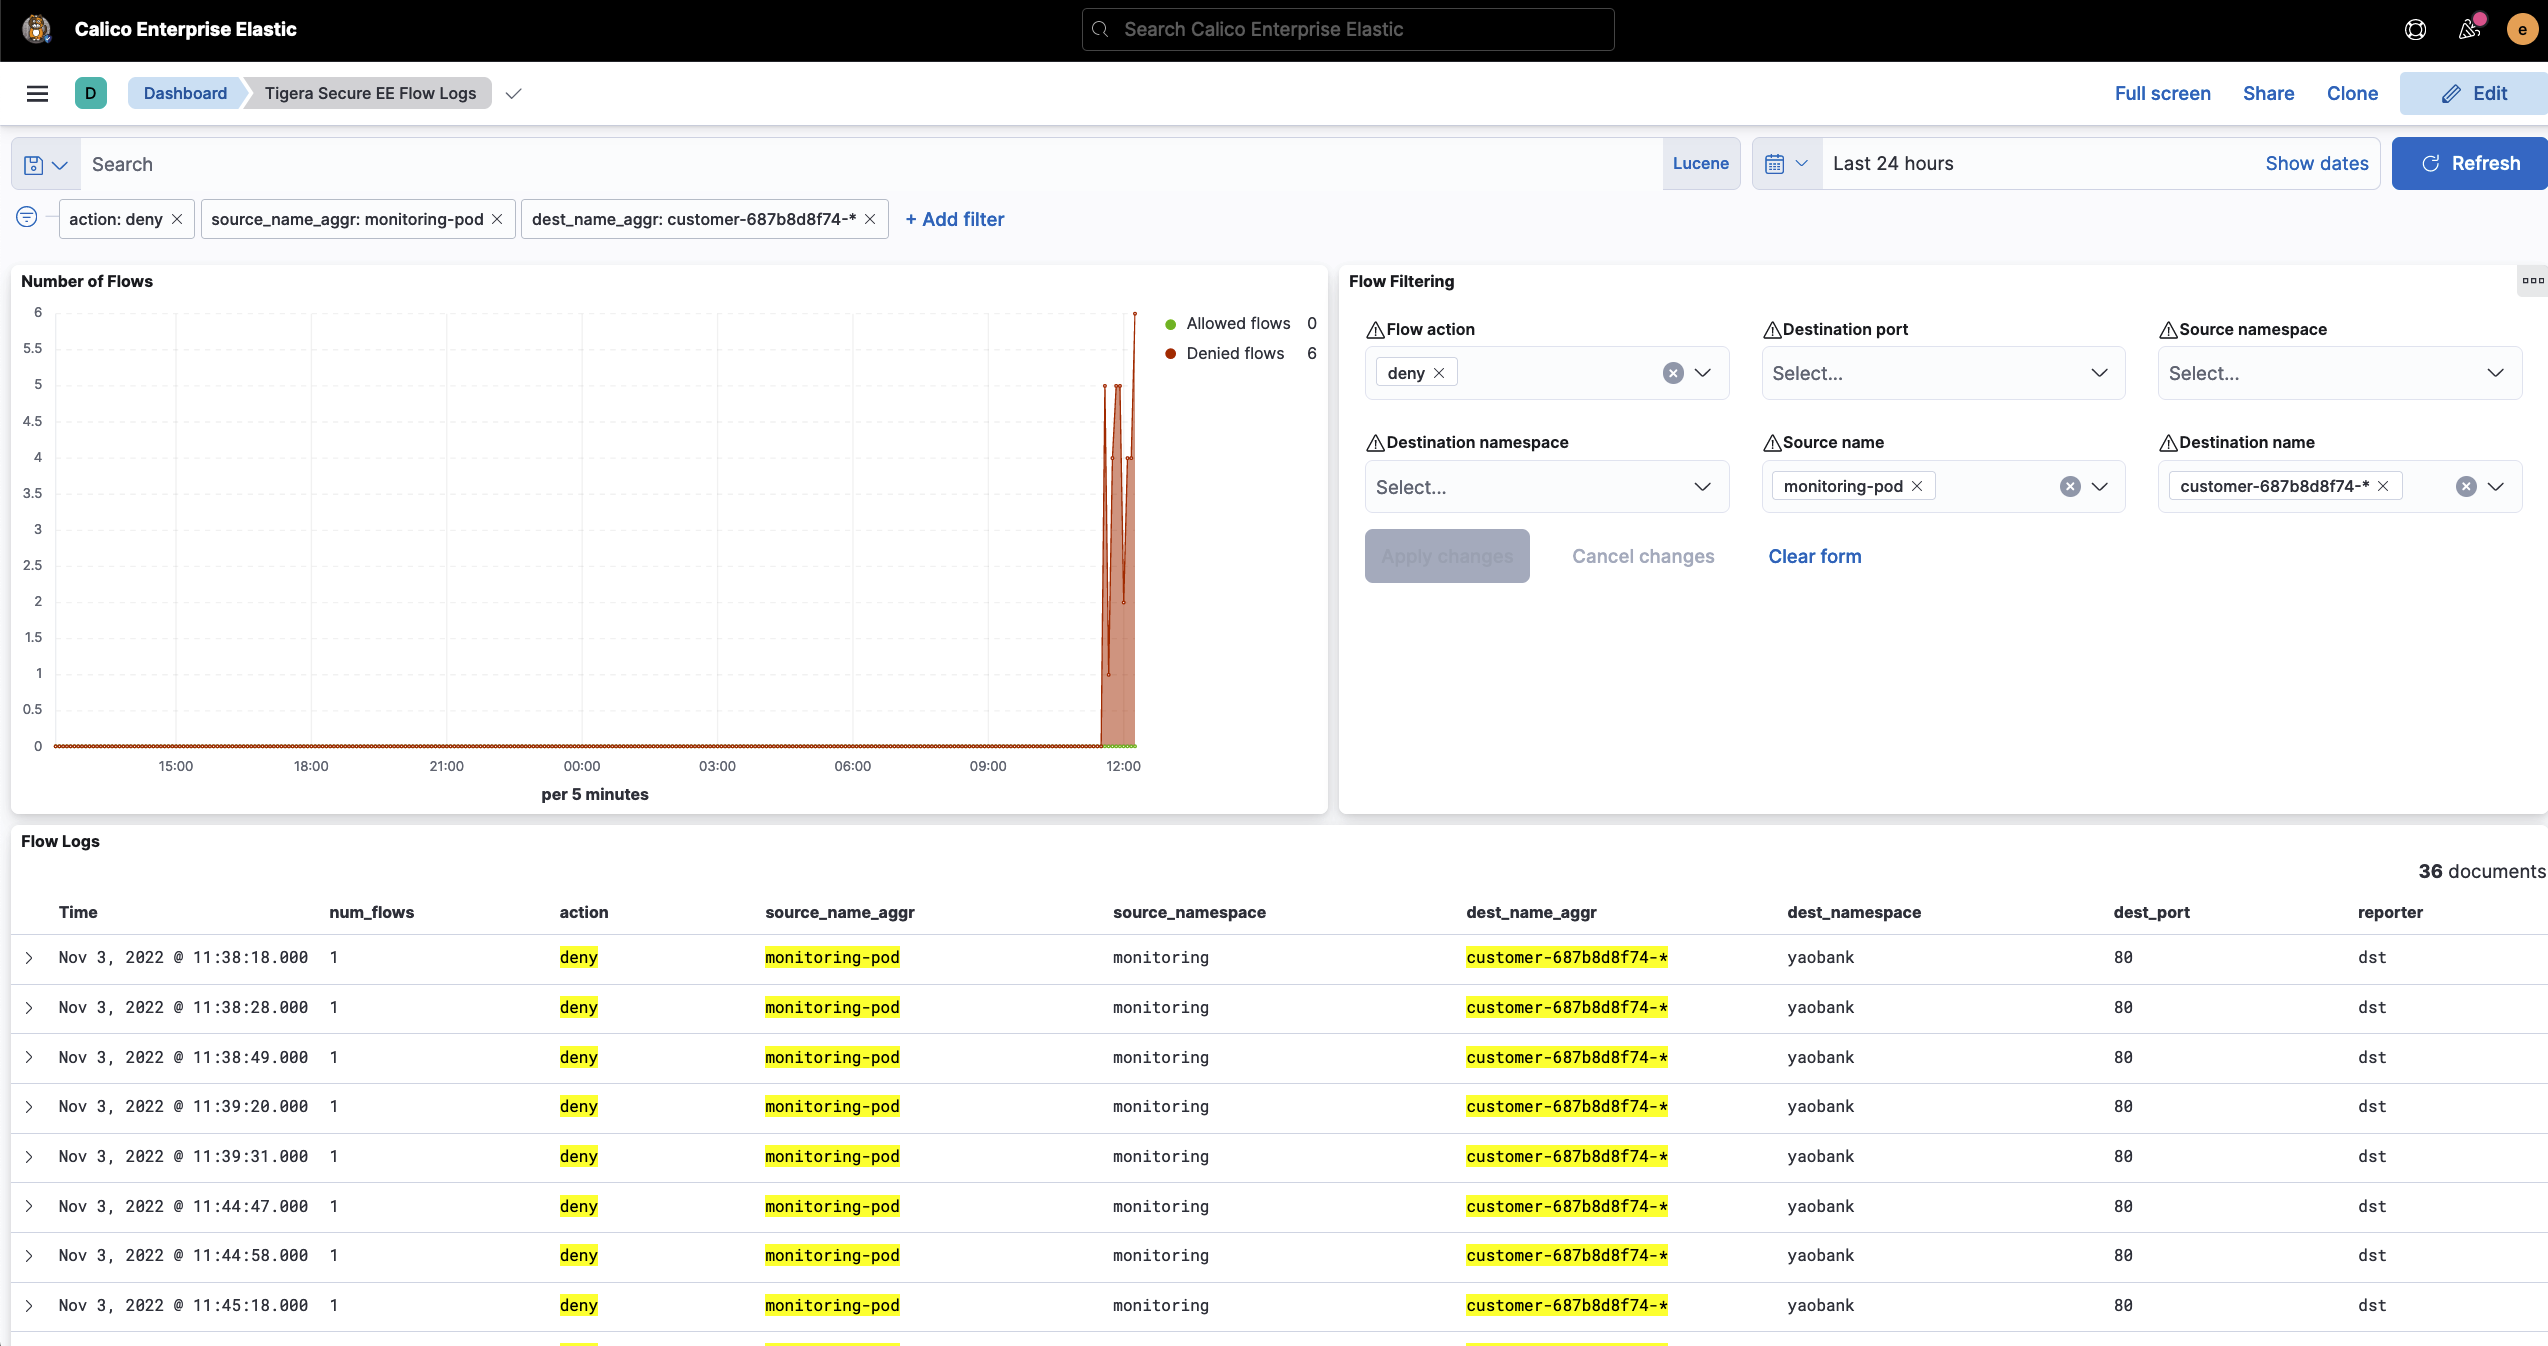 Calico Enterprise Elastic
Search Calico Enterprise Elastic
e
D
Dashboard
Tigera Secure EE Flow Logs
Full screen
Share
Clone
Edit
Search
Lucene
Last 24 hours
Show dates
Refresh
action: deny
source_name_aggr: monitoring-pod
dest_name_aggr: customer-687b8d8f74-*
+ Add filter
Number of Flows
6
5.5
5
4.5
4
3.5
3
2.5
2
1.5
1
0.5
0
15:00 18:00 21:00 00:00 03:00 06:00 09:00 12:00
per 5 minutes
Allowed flows 0
Denied flows 6
Flow Filtering
Flow action
deny
Destination port
Select...
Source namespace
Select...
Destination namespace
Select...
Source name
monitoring-pod
Destination name
customer-687b8d8f74-*
Apply changes
Cancel changes
Clear form
Flow Logs
36 documents
Time num_flows action source_name_aggr source_namespace dest_name_aggr dest_namespace dest_port reporter
Nov 3, 2022 @ 11:38:18.000 1 deny monitoring-pod monitoring customer-687b8d8f74-* yaobank 80 dst
Nov 3, 2022 @ 11:38:28.000 1 deny monitoring-pod monitoring customer-687b8d8f74-* yaobank 80 dst
Nov 3, 2022 @ 11:38:49.000 1 deny monitoring-pod monitoring customer-687b8d8f74-* yaobank 80 dst
Nov 3, 2022 @ 11:39:20.000 1 deny monitoring-pod monitoring customer-687b8d8f74-* yaobank 80 dst
Nov 3, 2022 @ 11:39:31.000 1 deny monitoring-pod monitoring customer-687b8d8f74-* yaobank 80 dst
Nov 3, 2022 @ 11:44:47.000 1 deny monitoring-pod monitoring customer-687b8d8f74-* yaobank 80 dst
Nov 3, 2022 @ 11:44:58.000 1 deny monitoring-pod monitoring customer-687b8d8f74-* yaobank 80 dst
Nov 3, 2022 @ 11:45:18.000 1 deny monitoring-pod monitoring customer-687b8d8f74-* yaobank 80 dst